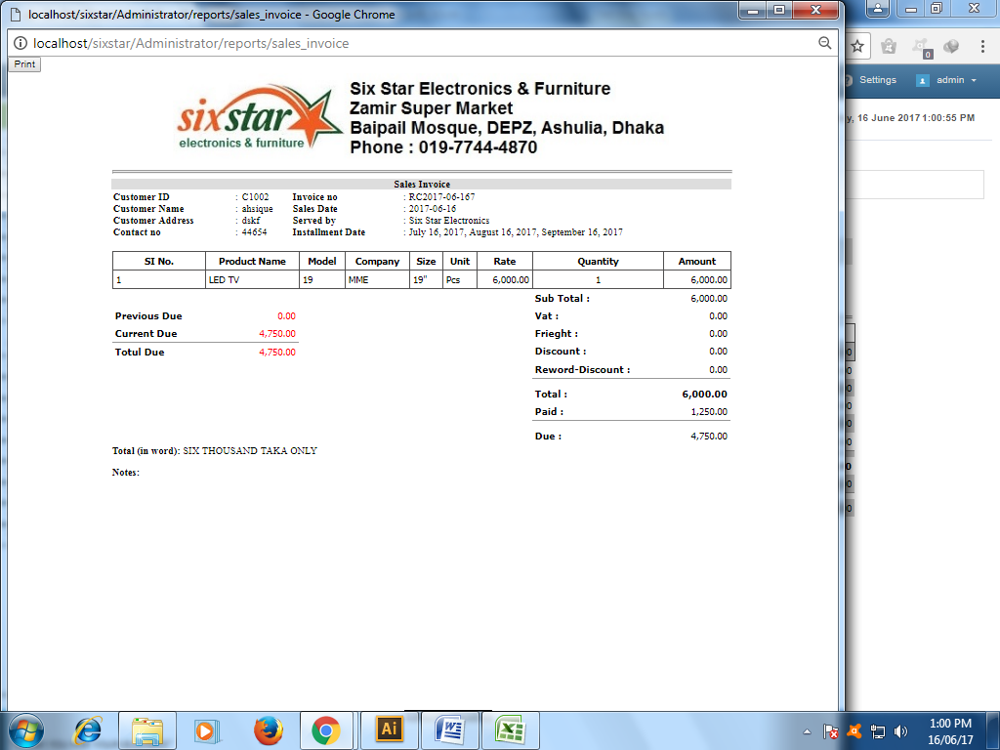 localhost/sixstar/Administrator/reports/sales_invoice - Google Chrome
localhost/sixstar/Administrator/reports/sales_invoice
0
Print
Settings admin
sixstar
electronics & furniture
Six Star Electronics & Furniture
Zamir Super Market
Baipail Mosque, DEPZ, Ashulia, Dhaka
Phone : 019-7744-4870
y, 16 June 2017 1:00:55 PM
Sales Invoice
Customer ID : C1002 Invoice no : RC2017-06-167
Customer Name : ahsique Sales Date : 2017-06-16
Customer Address : dskf Served by : Six Star Electronics
Contact no : 44654 Installment Date : July 16, 2017, August 16, 2017, September 16, 2017
SI No. Product Name Model Company Size Unit Rate Quantity Amount
1 LED TV 19 MME 19" Pcs 6,000.00 1 6,000.00
Sub Total : 6,000.00
Previous Due 0.00 Vat : 0.00
Current Due 4,750.00 Frieght : 0.00
Totul Due 4,750.00 Discount : 0.00
Reword-Discount : 0.00
Total : 6,000.00
Paid : 1,250.00
Due : 4,750.00
Total (in word): SIX THOUSAND TAKA ONLY
Notes:
Ai
1:00 PM
16/06/17